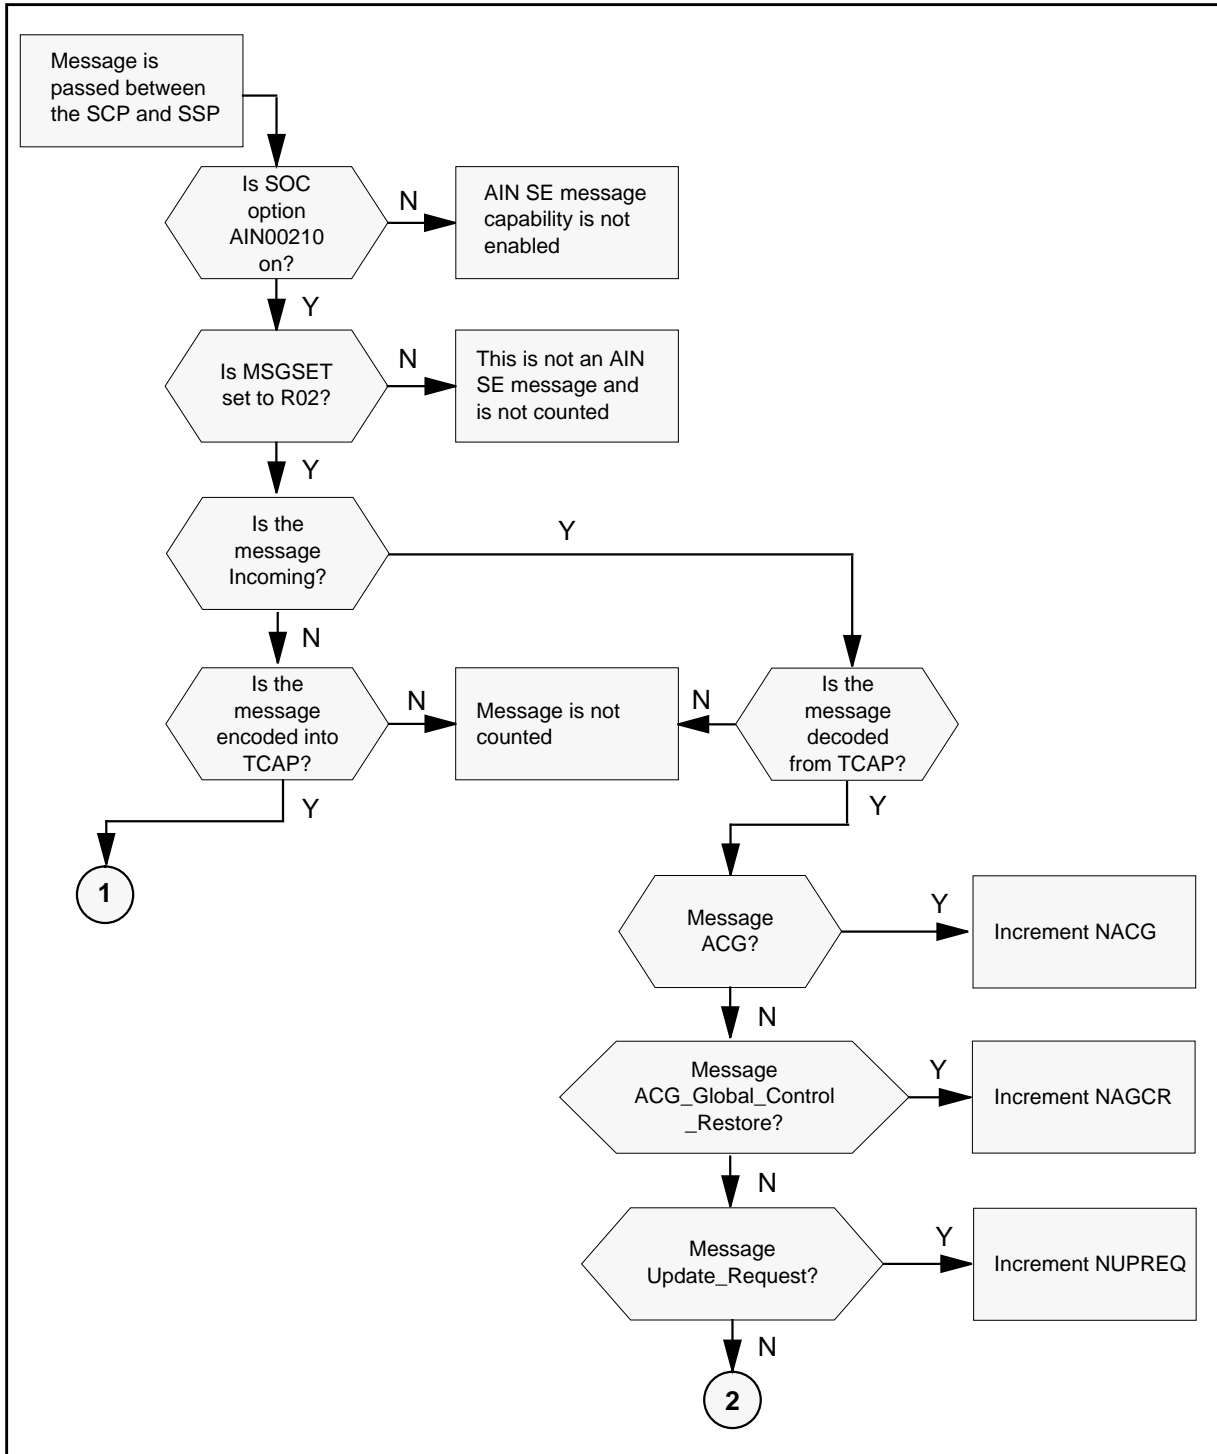 Message is
passed between
the SCP and SSP
Is SOC
option
AIN00210
on?
N
AIN SE message
capability is not
enabled
Y
Is MSGSET
set to R02?
N
This is not an AIN
SE message and
is not counted
Y
Is the
message
Incoming?
Y
N
Is the
message
encoded into
TCAP?
N
Message is not
counted
N
Is the
message
decoded
from TCAP?
Y
Y
1
Message
ACG?
Y
Increment NACG
N
Message
ACG_Global_Control
_Restore?
Y
Increment NAGCR
N
Message
Update_Request?
Y
Increment NUPREQ
N
2